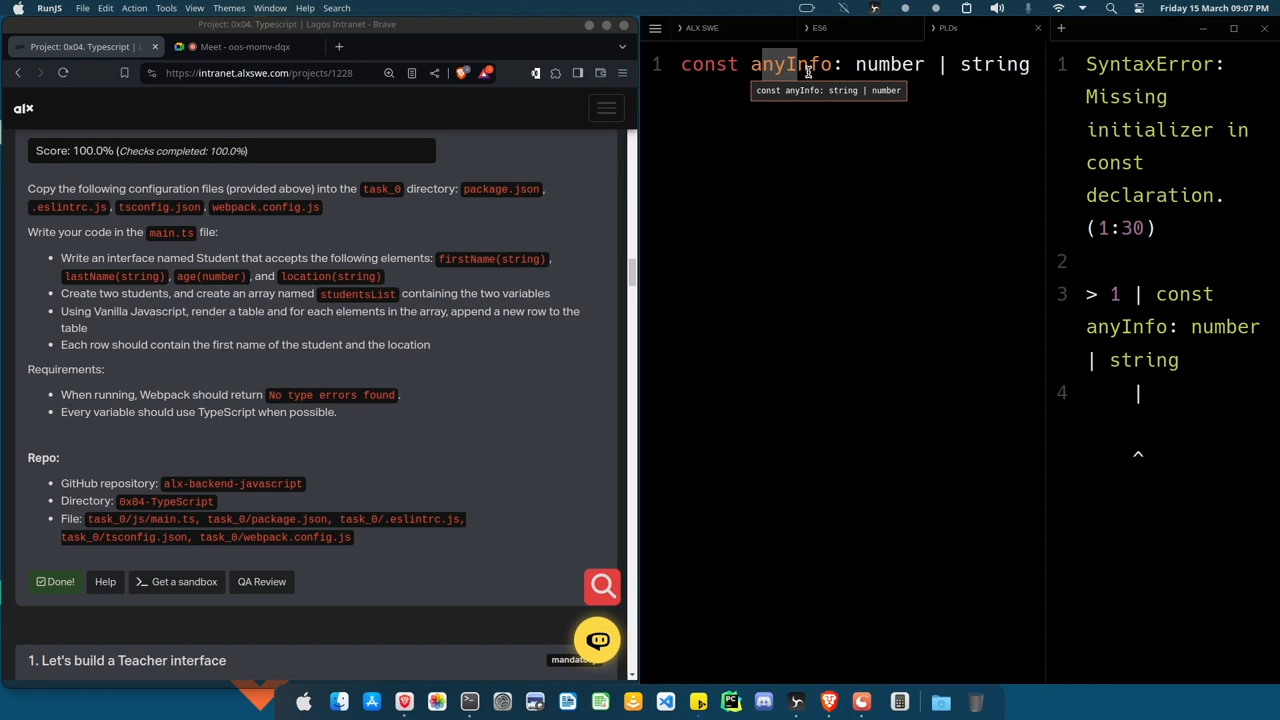 RunJS File Edit Actions Tools View Themes Window Help Friday 15 March 09:07 PM
Project: 0x04. Typescript | Lagos Intranet - Brave
Project: 0x04. Typescript | L
Meet - oos-momv-dqx
https://intranet.alxswe.com/projects/1228
alx
Score: 100.0% (Checks completed: 100.0%)
Copy the following configuration files (provided above) into the task_0 directory: package.json,
.eslintrc.js, tsconfig.json, webpack.config.js
Write your code in the main.ts file:
• Write an interface named Student that accepts the following elements: firstName(string),
lastName(string), age(number), and location(string)
• Create two students, and create an array named studentsList containing the two variables
• Using Vanilla Javascript, render a table and for each elements in the array, append a new row to the
table
• Each row should contain the first name of the student and the location
Requirements:
• When running, Webpack should return No type errors found.
• Every variable should use TypeScript when possible.
Repo:
• GitHub repository: alx-backend-javascript
• Directory: 0x04-TypeScript
• File: task_0/js/main.ts, task_0/package.json, task_0/.eslintrc.js,
task_0/tsconfig.json, task_0/webpack.config.js
Done! Help Get a sandbox QA Review
1. Let's build a Teacher interface
mandato
ALX SWE
ES6
PLDs
1 const anyInfo: number | string
const anyInfo: string | number
1 SyntaxError:
Missing
initializer in
const
declaration.
(1:30)
2
3 > 1 | const
anyInfo: number
| string
4 |
^